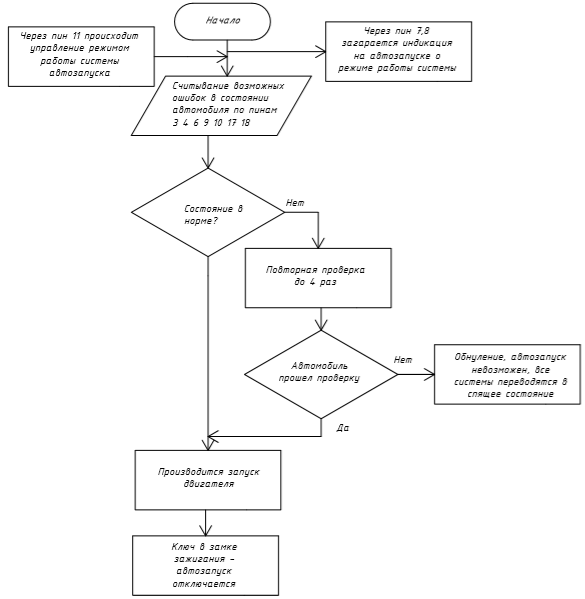 Начало
Через пин 11 происходит
управление режимом
работы системы
автозапуска
Через пин 7,8
загарается индикация
на автозапуске о
режиме работы системы
Считывание возможных
ошибок в состоянии
автомобиля по пинам
3 4 6 9 10 17 18
Состояние в
норме?
Нет
Повторная проверка
до 4 раз
Автомобиль
прошел проверку
Нет
Обнуление, автозапуск
невозможен, все
системы переводятся в
спящее состояние
Да
Производится запуск
двигателя
Ключ в замке
зажигания -
автозапуск
отключается